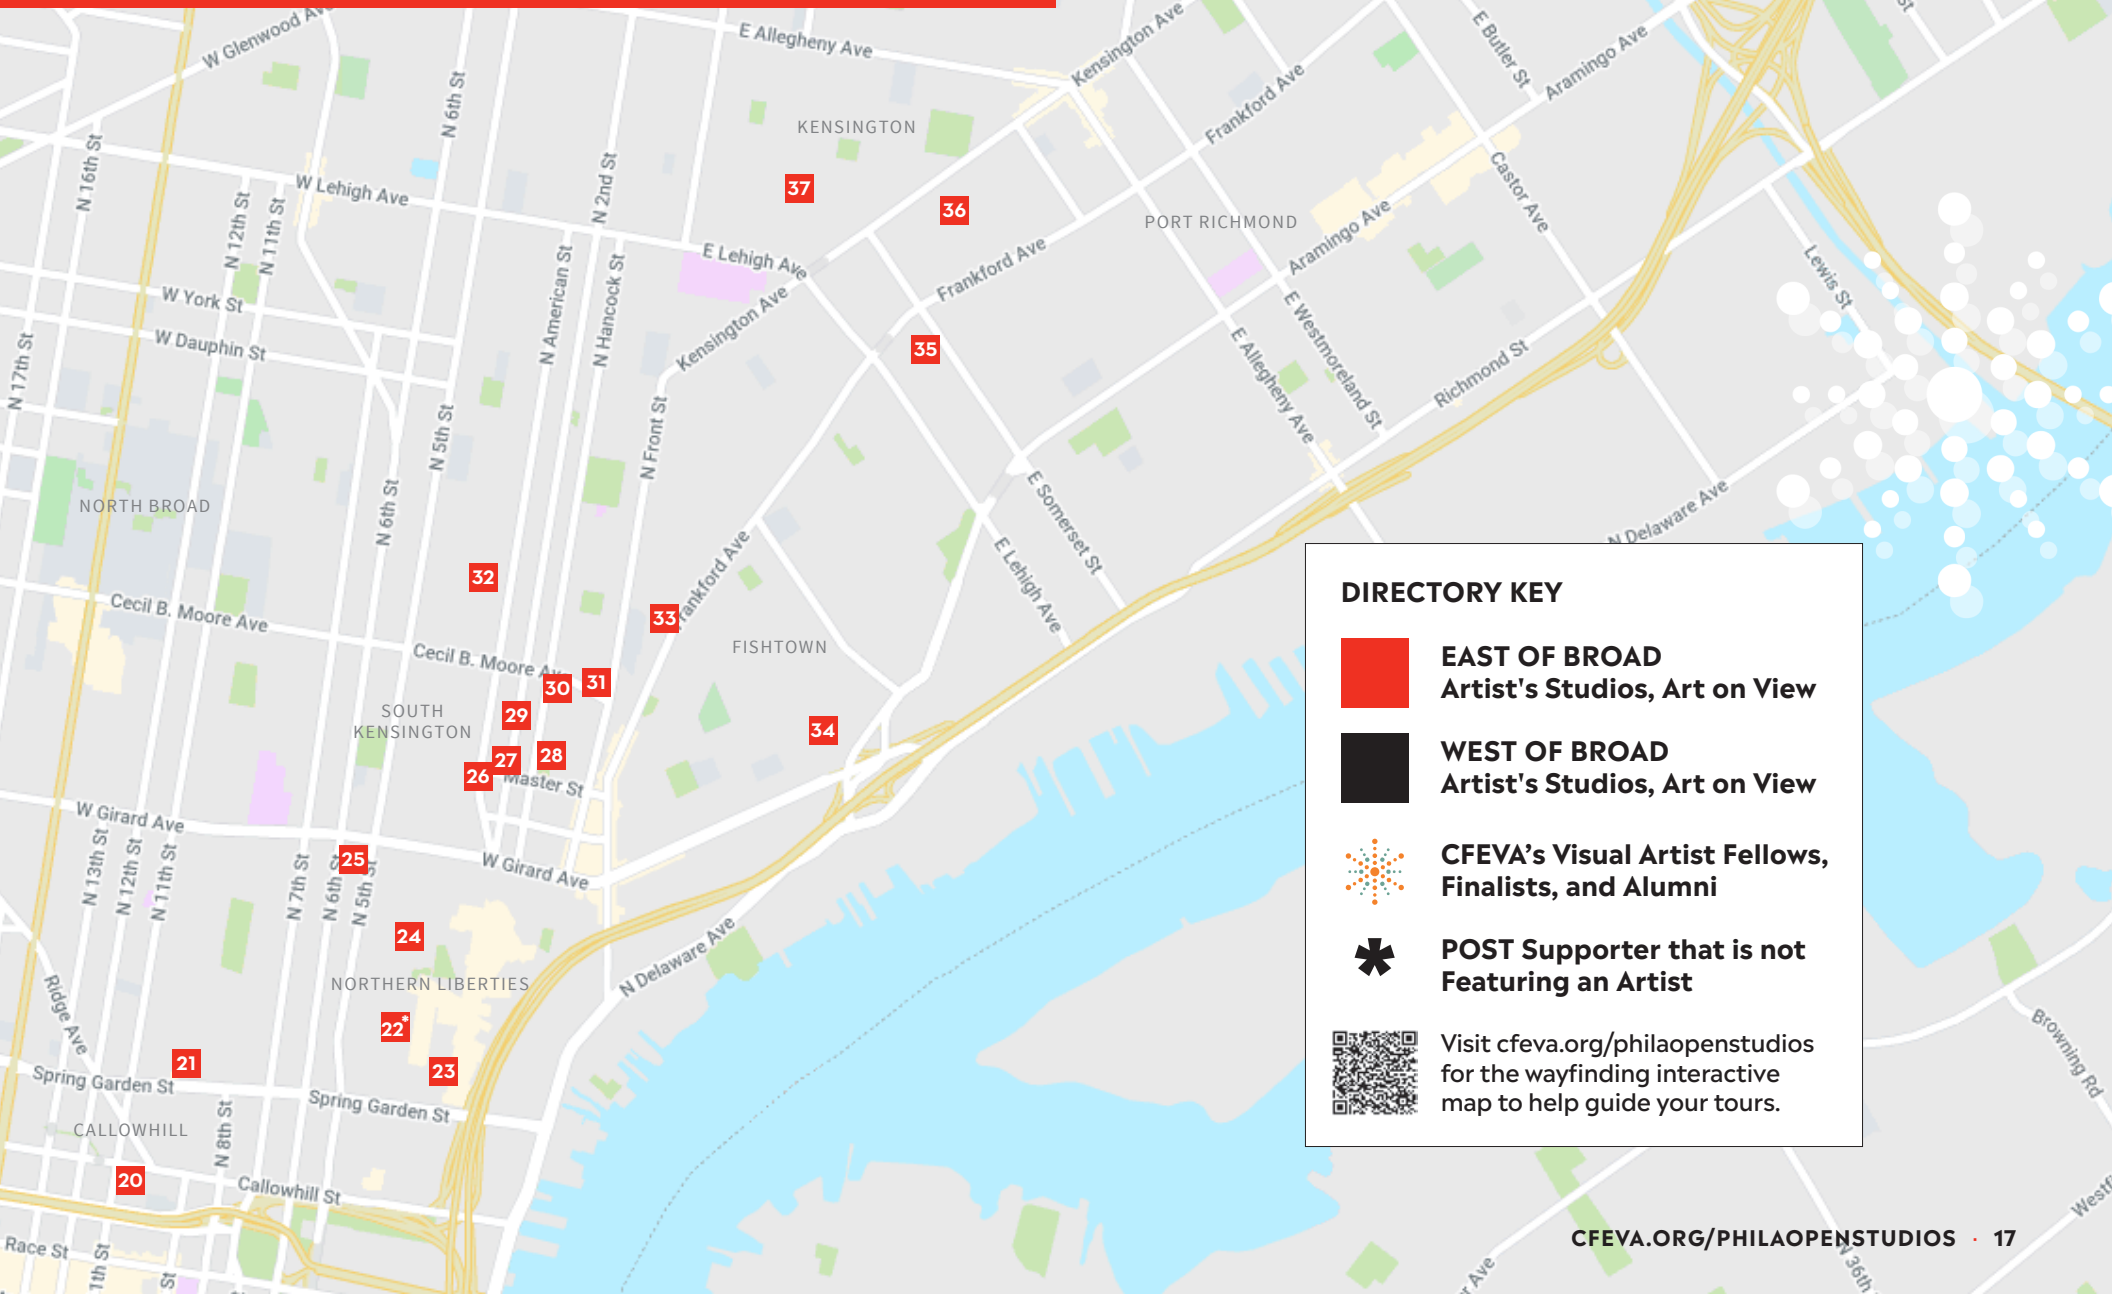 W Glenwood Av
E Allegheny Ave
Kensington Ave
E Butler St
Aramingo Ave
St
N 6th St
KENSINGTON
Frankford Ave
N 16th St
W Lehigh Ave
N 2nd St
37
36
PORT RICHMOND
Castor Ave
N 12th St
N 11th St
E Lehigh Ave
Frankford Ave
Aramingo Ave
Lewis St
W York St
N American St
N Hancock St
Kensington Ave
E Westmoreland St
W Dauphin St
35
E Allegheny Ave
Richmond St
N 17th St
N 5th St
N Front St
NORTH BROAD
N 6th St
E Somerset St
N Delaware Ave
Frankford Ave
E Lehigh Ave
32
Cecil B. Moore Ave
33
FISHTOWN
Cecil B. Moore Av
30
31
SOUTH
KENSINGTON
29
34
27
28
26
Master St
W Girard Ave
25
W Girard Ave
N 13th St
N 12th St
N 11th St
N 7th St
N 6th St
N 5th St
24
N Delaware Ave
NORTHERN LIBERTIES
Ridge Ave
22*
21
23
Spring Garden St
Spring Garden St
CALLOWHILL
N 8th St
20
Callowhill St
Race St
1th St
St
DIRECTORY KEY
EAST OF BROAD
Artist's Studios, Art on View
WEST OF BROAD
Artist's Studios, Art on View
CFEVA’s Visual Artist Fellows,
Finalists, and Alumni
*
POST Supporter that is not
Featuring an Artist
Visit cfeva.org/philaopenstudios
for the wayfinding interactive
map to help guide your tours.
Browning Rd
Westf
N 36th
r Ave
CFEVA.ORG/PHILAOPENSTUDIOS · 17